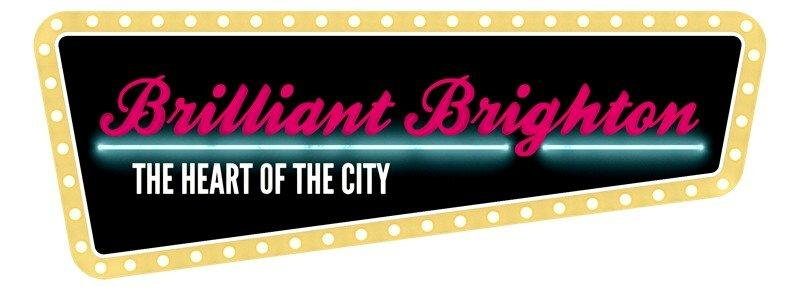 Brilliant Brighton
THE HEART OF THE CITY